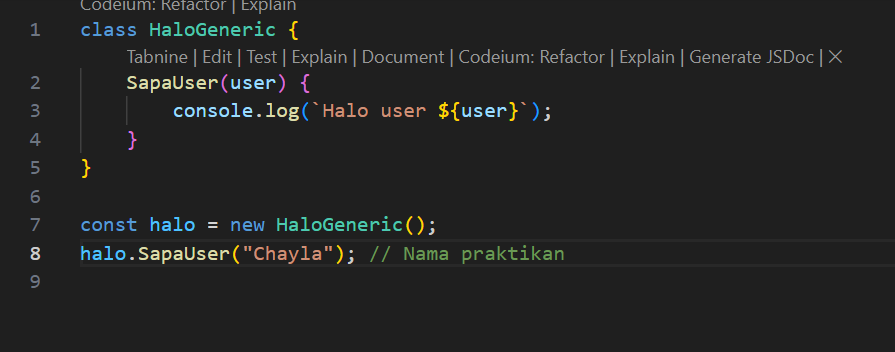 Codeium: Refactor | Explain
1 class HaloGeneric {
Tabnine | Edit | Test | Explain | Document | Codeium: Refactor | Explain | Generate JSDoc | ×
2 SapaUser(user) {
3 console.log(`Halo user ${user}`);
4 }
5 }
6
7 const halo = new HaloGeneric();
8 halo.SapaUser("Chayla"); // Nama praktikan
9